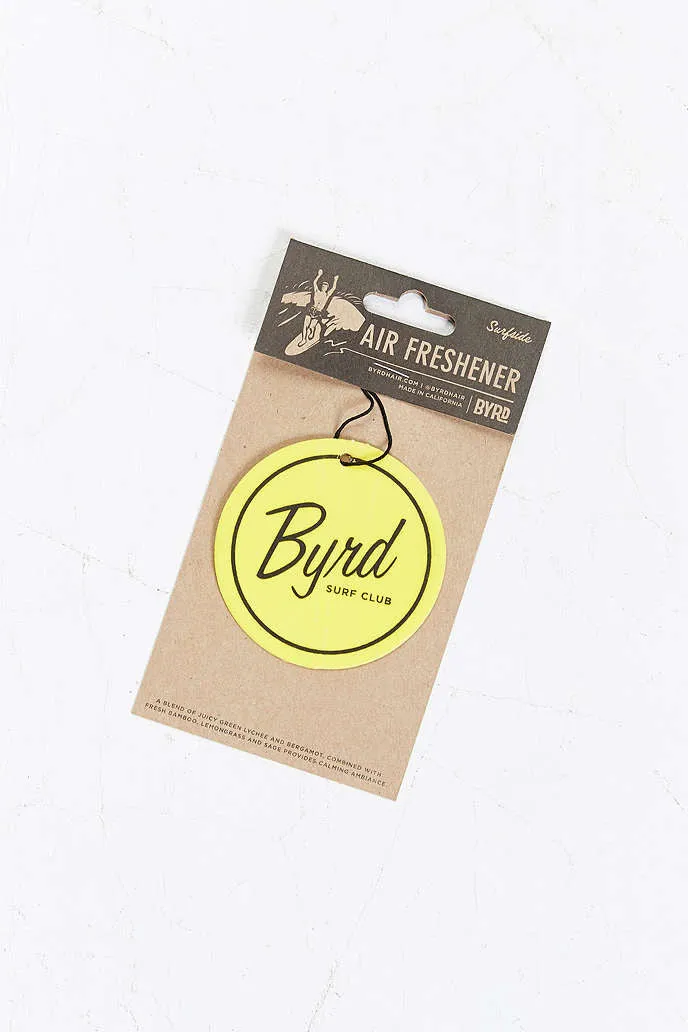 Surfside
AIR FRESHENER
BYRDHAIR.COM | @BYRDHAIR
MADE IN CALIFORNIA
BYRD
Byrd
SURF CLUB
A BLEND OF JUICY GREEN LYCHEE AND BERGAMOT, COMBINED WITH
FRESH BAMBOO, LEMONGRASS AND SAGE PROVIDES CALMING AMBIANCE.